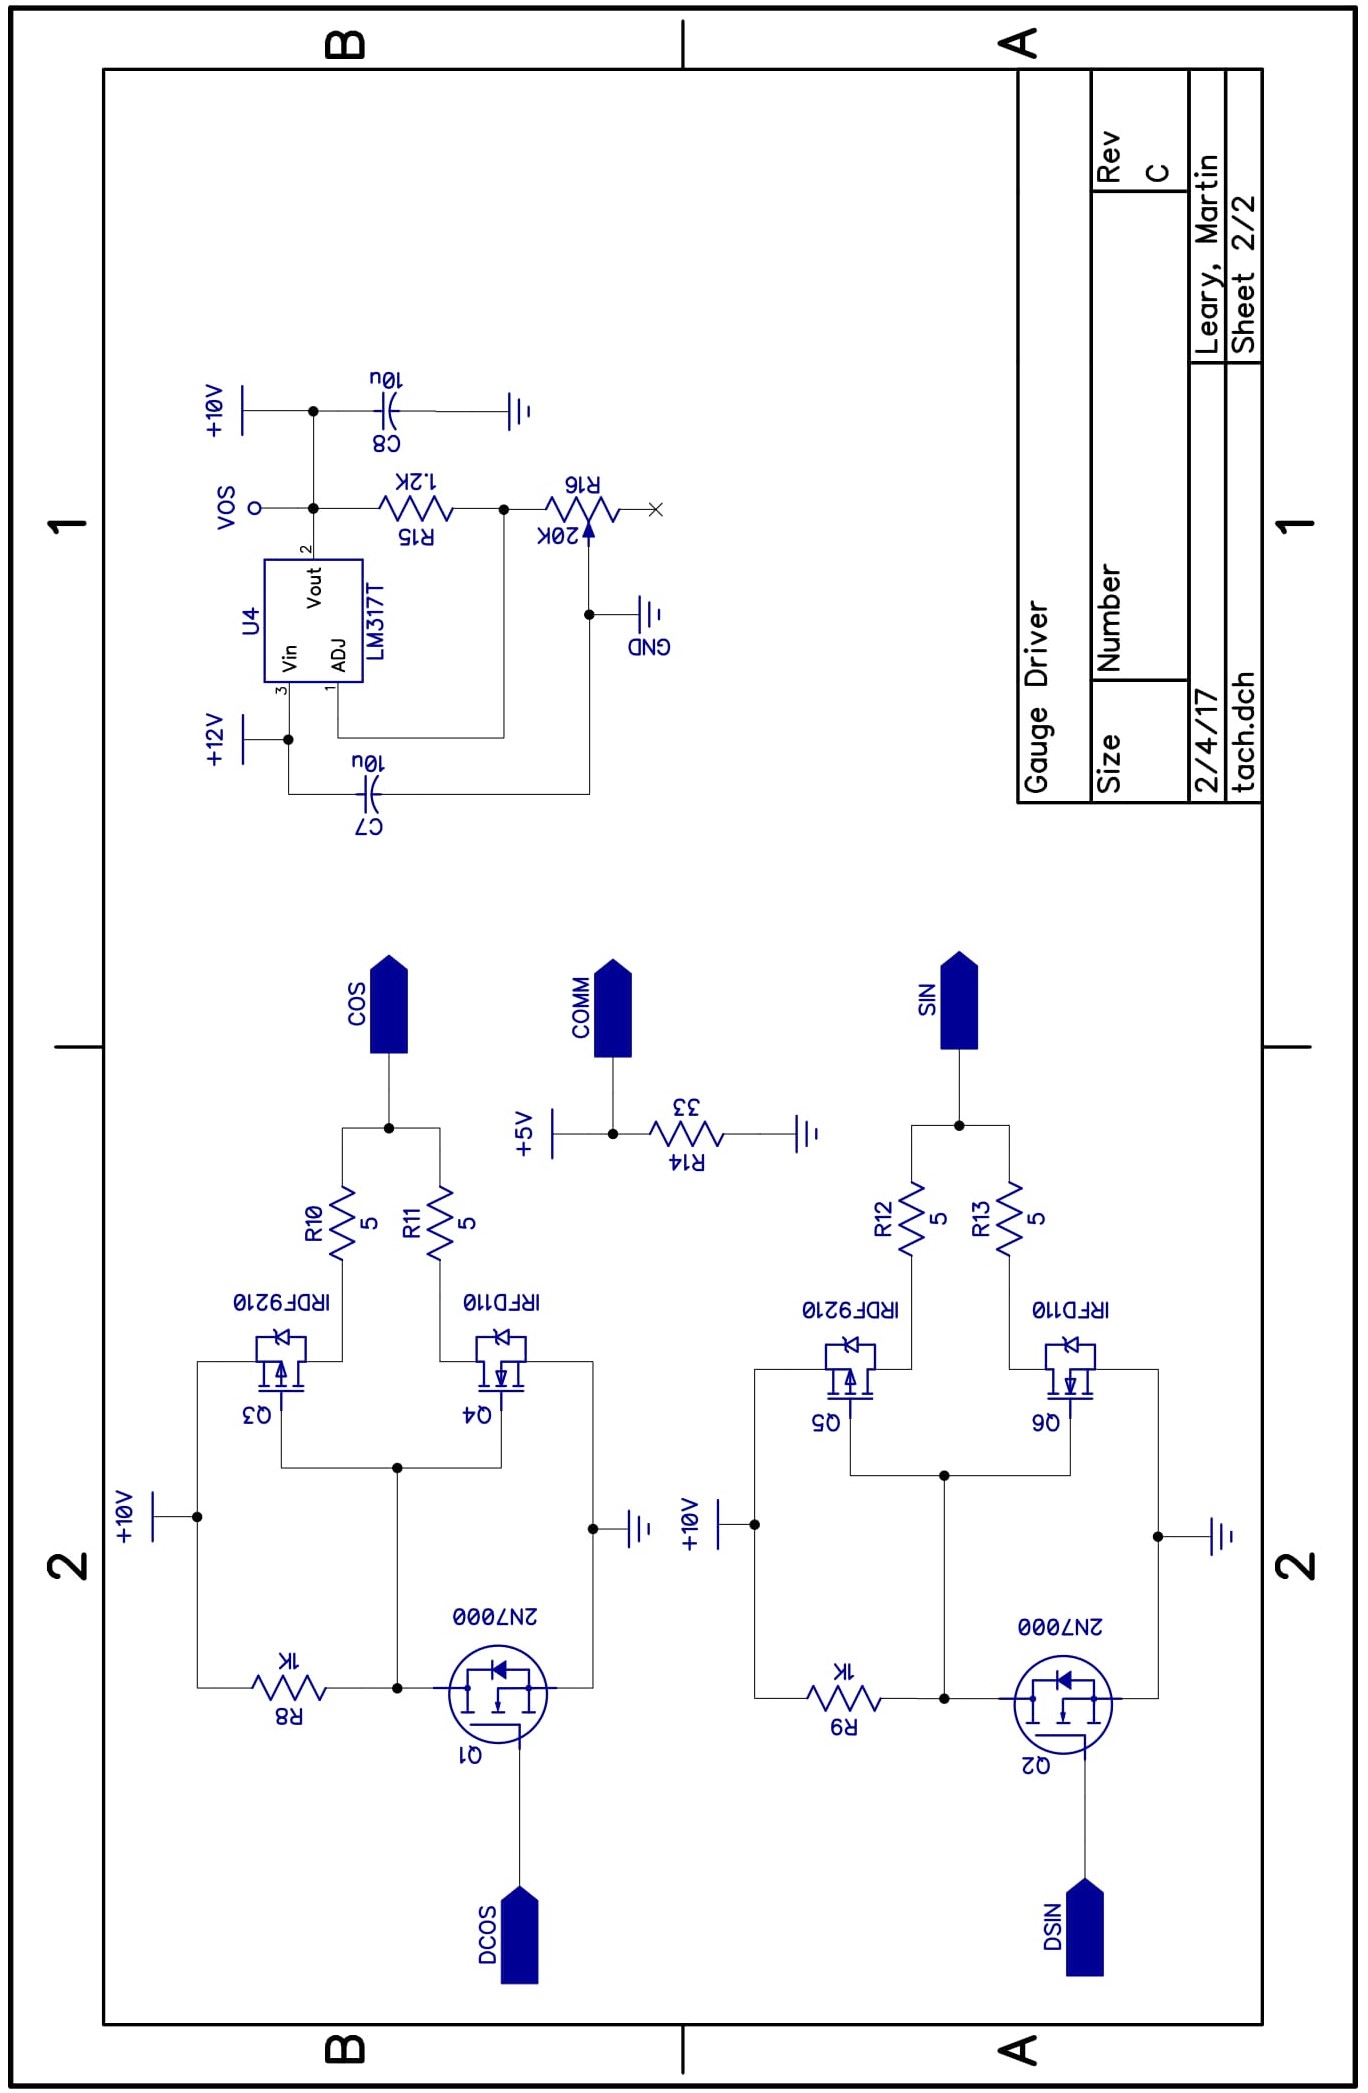 2
1
B
B
A
A
2
1
+10V
R8
1K
Q1
2N7000
DCOS
Q3
IRDF9210
Q4
IRFD110
R10
5
R11
5
COS
+5V
COMM
R14
33
+10V
R9
1K
Q2
2N7000
DSIN
Q5
IRDF9210
Q6
IRFD110
R12
5
R13
5
SIN
+12V
C7
10u
U4
3
Vin
Vout
2
1
ADJ
LM317T
VOS
+10V
C8
10u
R15
1.2K
R16
20K
GND
Gauge Driver
Size
Number
Rev
C
2/4/17
Leary, Martin
tach.dch
Sheet 2/2